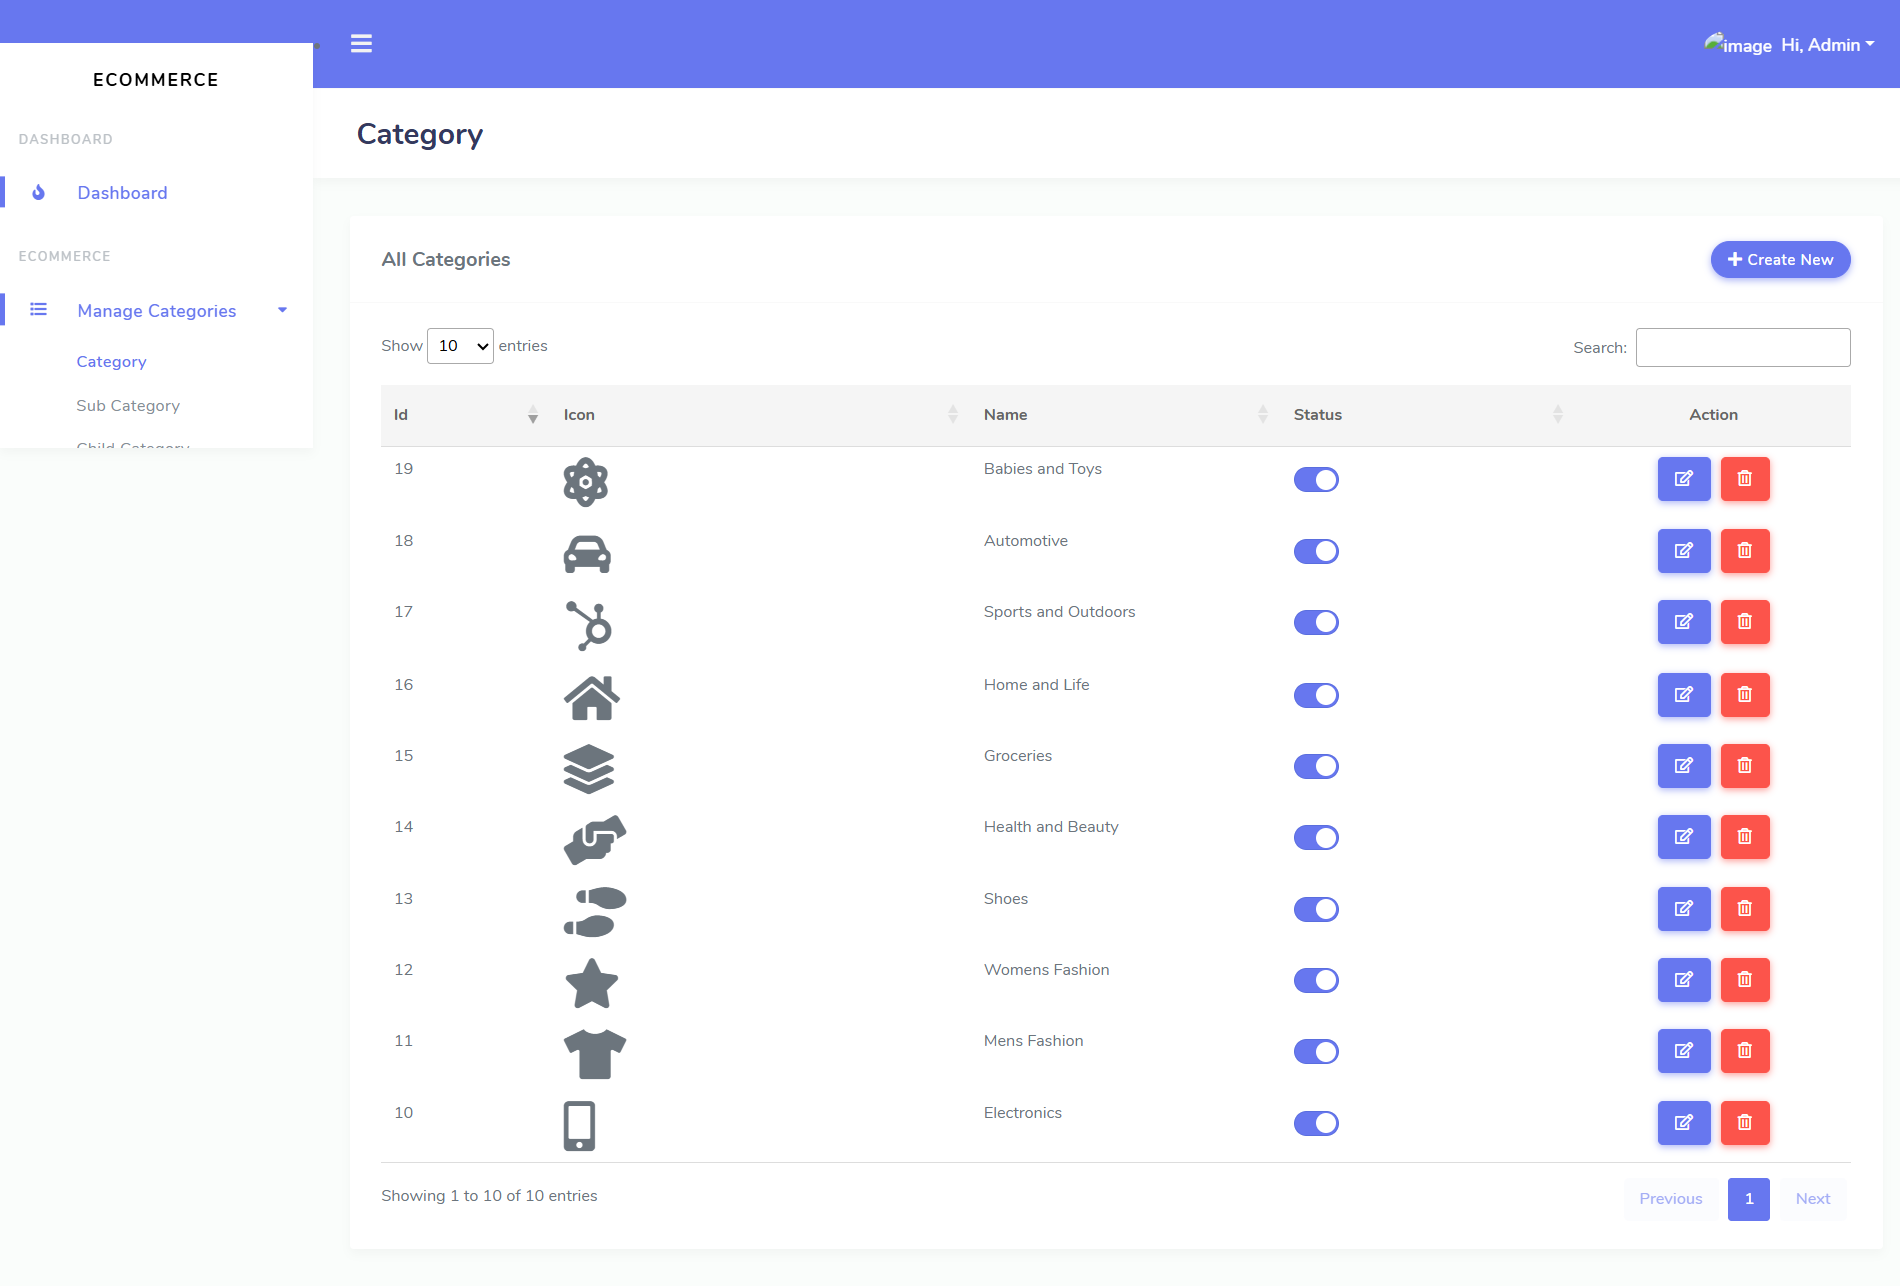 image Hi, Admin
ECOMMERCE
DASHBOARD
Dashboard
ECOMMERCE
Manage Categories
Category
Sub Category
Child Category
Category
All Categories
Create New
Show 10 entries
Search:
Id Icon Name Status Action
19 Babies and Toys
18 Automotive
17 Sports and Outdoors
16 Home and Life
15 Groceries
14 Health and Beauty
13 Shoes
12 Womens Fashion
11 Mens Fashion
10 Electronics
Showing 1 to 10 of 10 entries
Previous 1 Next